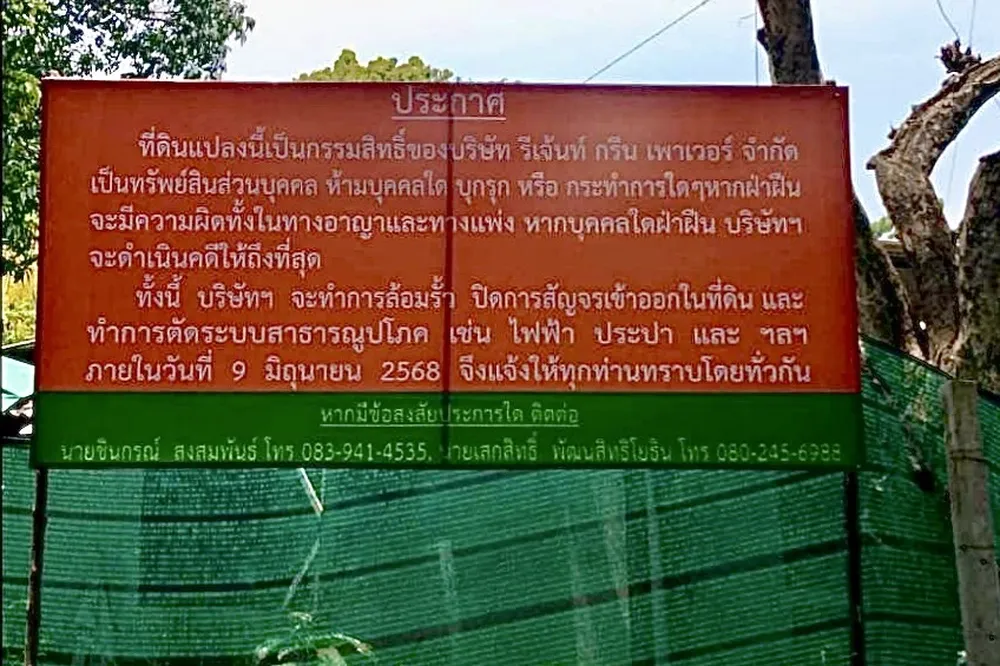 ประกาศ
ที่ดินแปลงนี้เป็นกรรมสิทธิ์ของบริษัท รีเจ้นท์ กรีน เพาเวอร์ จำกัด
เป็นทรัพย์สินส่วนบุคคล ห้ามบุคคลใด บุกรุก หรือ กระทำการใดๆหากฝ่าฝืน
จะมีความผิดทั้งในทางอาญาและทางแพ่ง หากบุคคลใดฝ่าฝืน บริษัทฯ
จะดำเนินคดีให้ถึงที่สุด
ทั้งนี้ บริษัทฯ จะทำการล้อมรั้ว ปิดการสัญจรเข้าออกในที่ดิน และ
ทำการตัดระบบสาธารณูปโภค เช่น ไฟฟ้า ประปา และ ฯลฯ
ภายในวันที่ 9 มิถุนายน 2568 จึงแจ้งให้ทุกท่านทราบโดยทั่วกัน
หากมีข้อสงสัยประการใด ติดต่อ
นายชินกรณ์ สงสมพันธ์ โทร 083-941-4535, นายเสกสิทธิ์ พัฒนสิทธิโยธิน โทร 080-245-6988